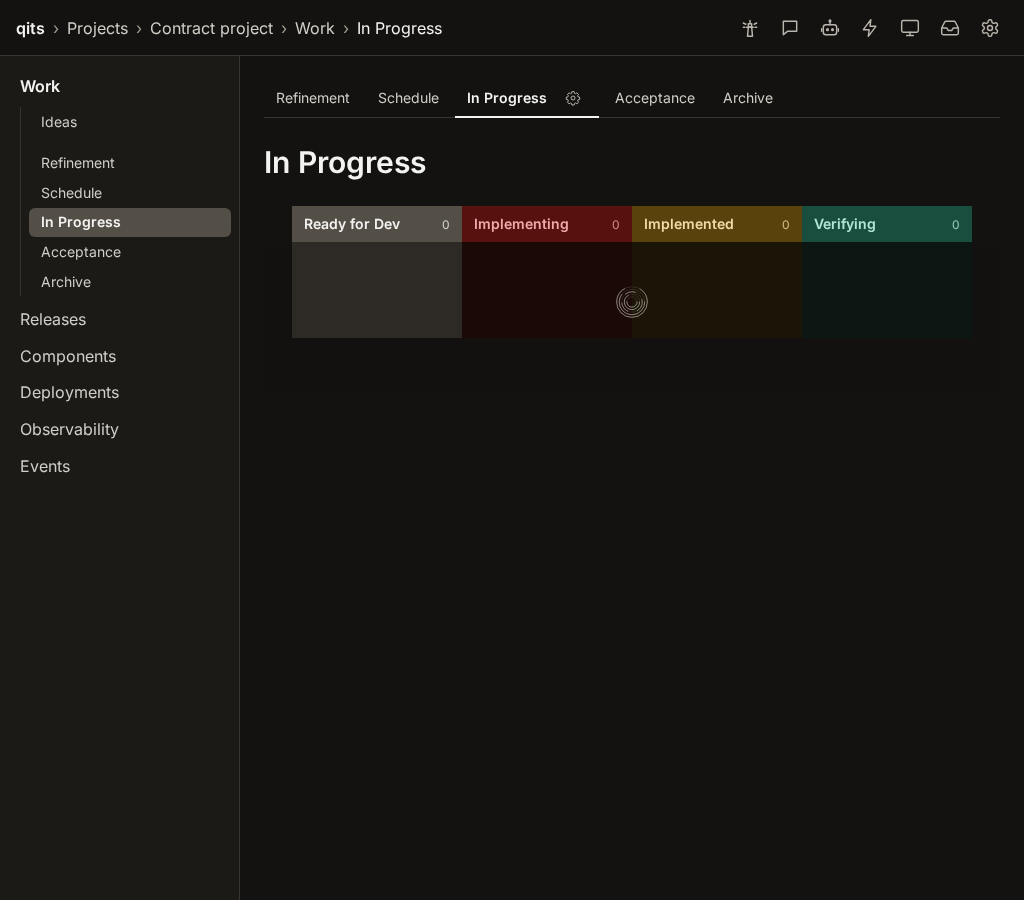 qits › Projects › Contract project › Work › In Progress
Work
Ideas
Refinement
Schedule
In Progress
Acceptance
Archive
Releases
Components
Deployments
Observability
Events
Refinement Schedule In Progress Acceptance Archive
In Progress
Ready for Dev 0 Implementing 0 Implemented 0 Verifying 0